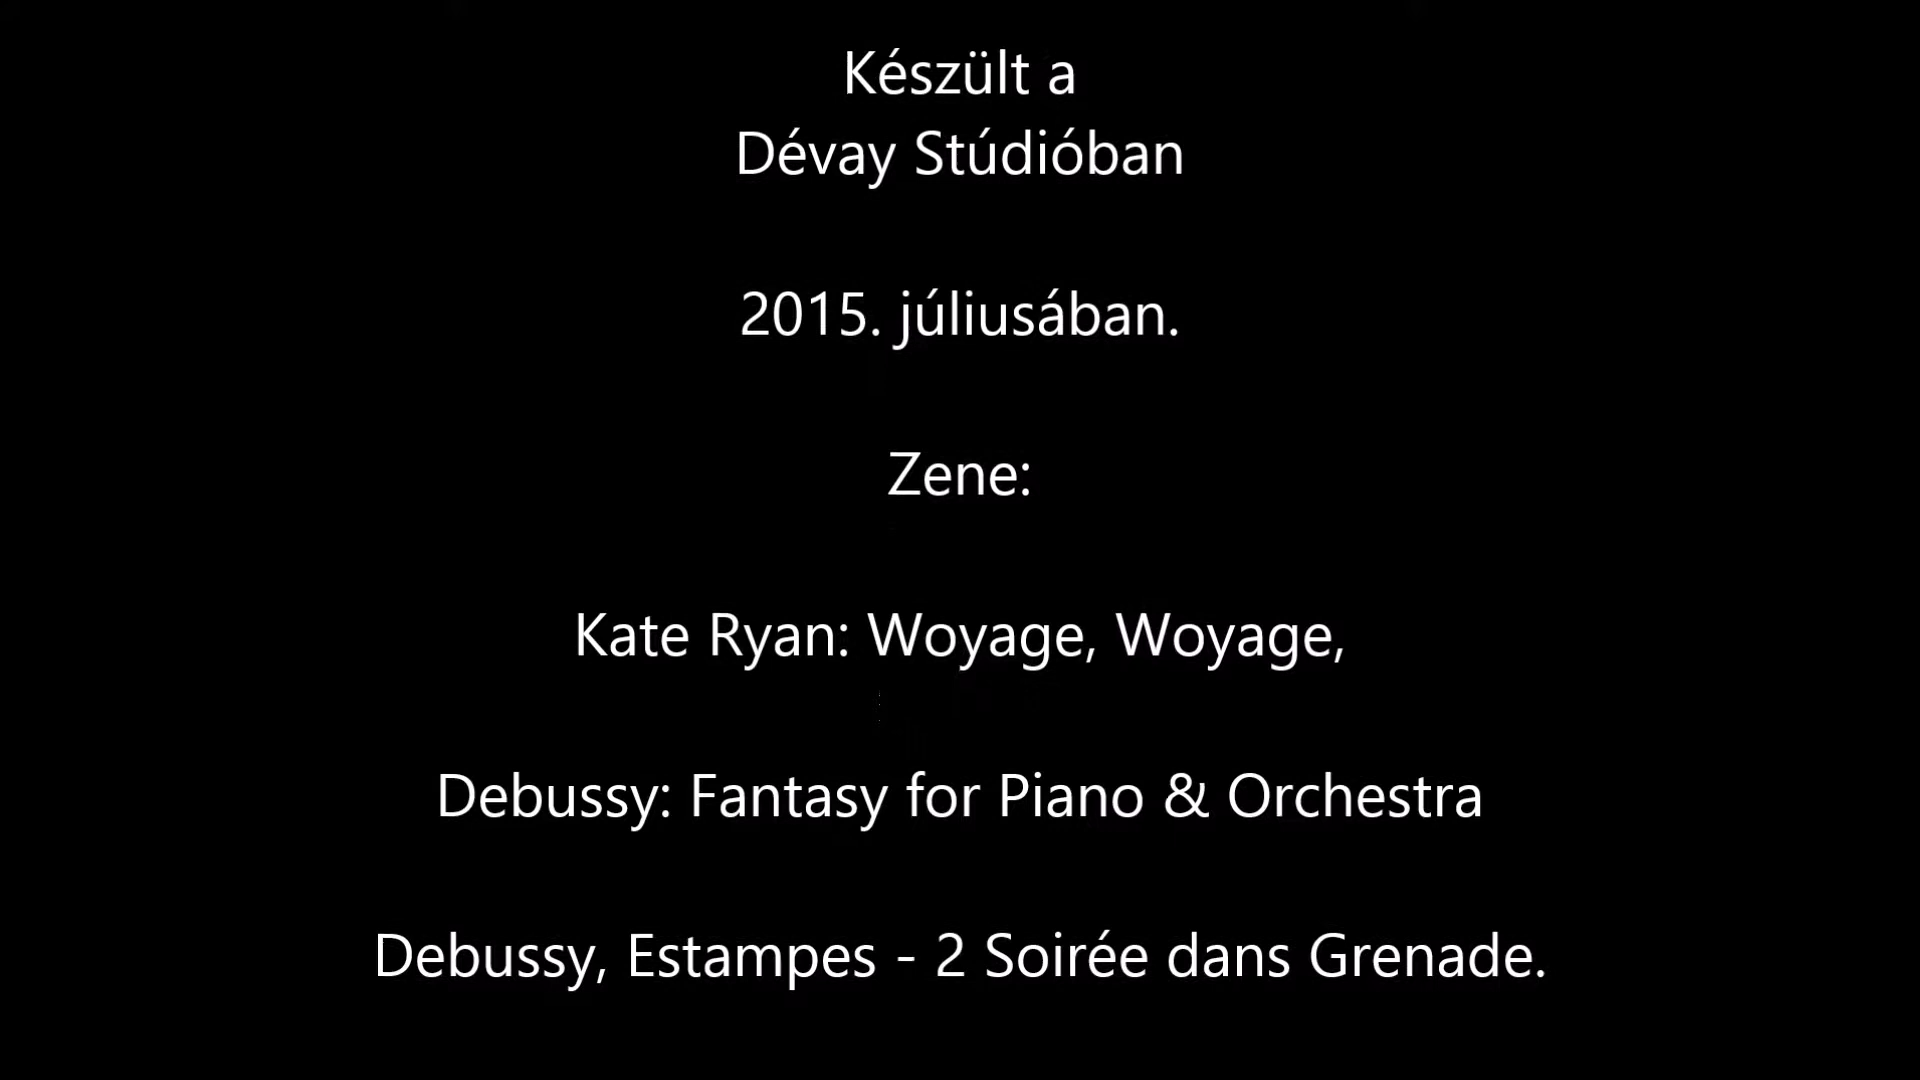 Készült a
Dévay Stúdióban
2015. júliusában.
Zene:
Kate Ryan: Woyage, Woyage,
Debussy: Fantasy for Piano & Orchestra
Debussy, Estampes - 2 Soirée dans Grenade.